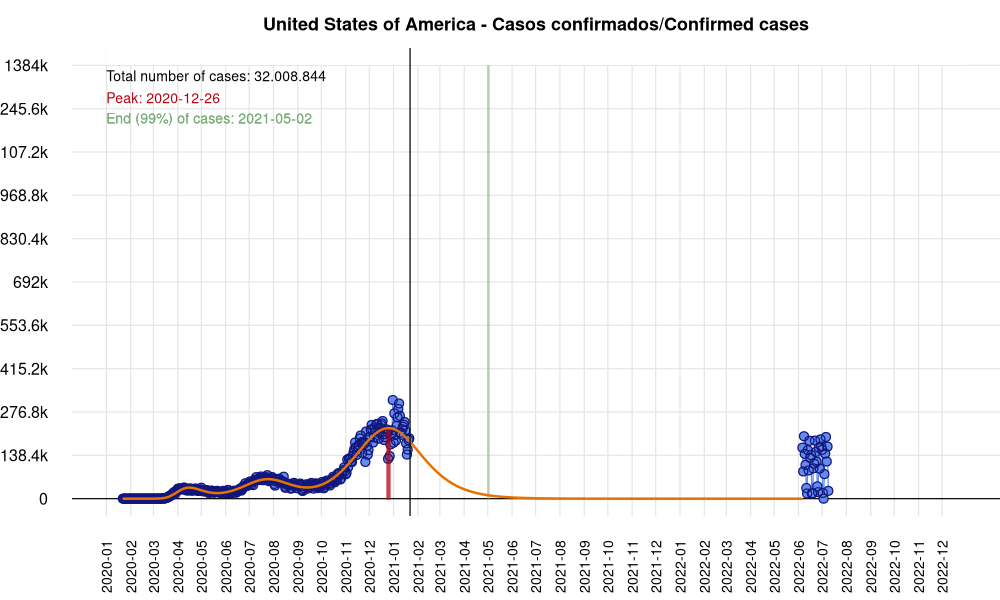 United States of America - Casos confirmados/Confirmed cases
Total number of cases: 32.008.844
Peak: 2020-12-26
End (99%) of cases: 2021-05-02
1384k
245.6k
107.2k
968.8k
830.4k
692k
553.6k
415.2k
276.8k
138.4k
0
2020-01
2020-02
2020-03
2020-04
2020-05
2020-06
2020-07
2020-08
2020-09
2020-10
2020-11
2020-12
2021-01
2021-02
2021-03
2021-04
2021-05
2021-06
2021-07
2021-08
2021-09
2021-10
2021-11
2021-12
2022-01
2022-02
2022-03
2022-04
2022-05
2022-06
2022-07
2022-08
2022-09
2022-10
2022-11
2022-12